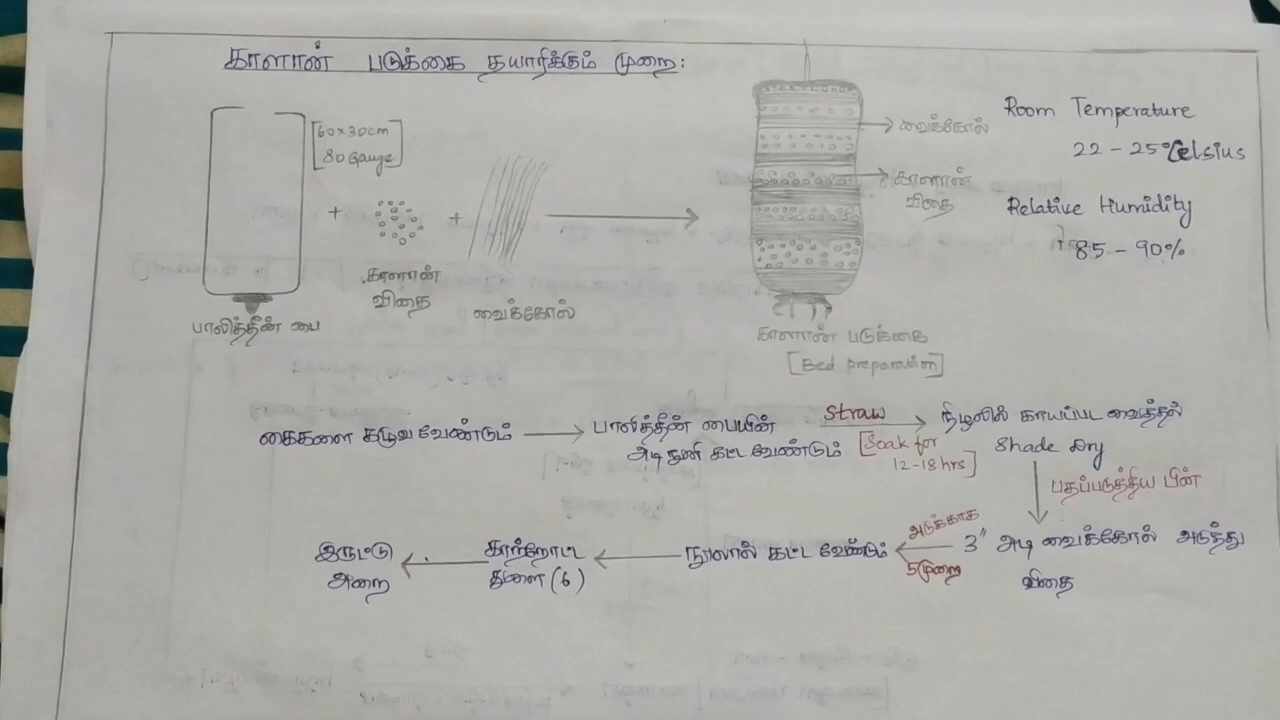 காளான் படுக்கை தயாரிக்கும் முறை:
[60x30cm
80 Gauge]
+
+
காளான்
விதை
வைக்கோல்
பாலித்தீன் பை
வைக்கோல்
காளான்
விதை
காளான் படுக்கை
[Bed preparation]
Room Temperature
22 - 25°Celsius
Relative Humidity
85 - 90%
கைகளை கழுவ வேண்டும்
பாலித்தீன் பையின்
அடி நுனி கட்ட வேண்டும்
Straw
[Soak for
12-18 hrs]
நிழலில் காயப்பட வைத்தல்
Shade dry
பதப்படுத்திய பின்
3" அடி வைக்கோல் அடுத்து
விதை
அடுக்காக
5முறை
நூலால் கட்ட வேண்டும்
காற்றோட்ட
துளை (6)
இருட்டு
அறை